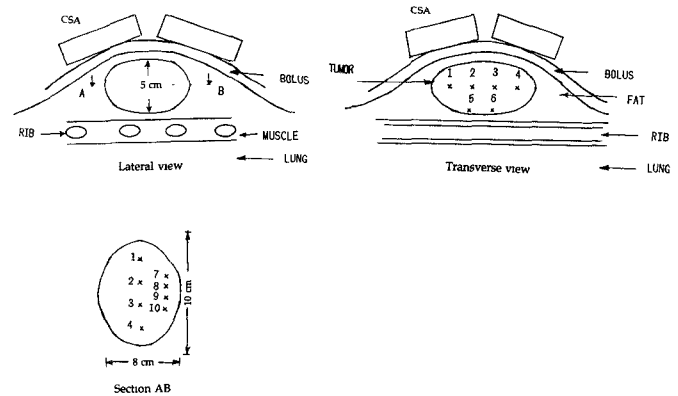 CSA
5 cm
A
B
BOLUS
RIB
MUSCLE
LUNG
Lateral view
CSA
TUMOR
1 2 3 4
5 6
BOLUS
FAT
RIB
LUNG
Transverse view
1
2
3
4
7
8
9
10
10 cm
8 cm
Section AB